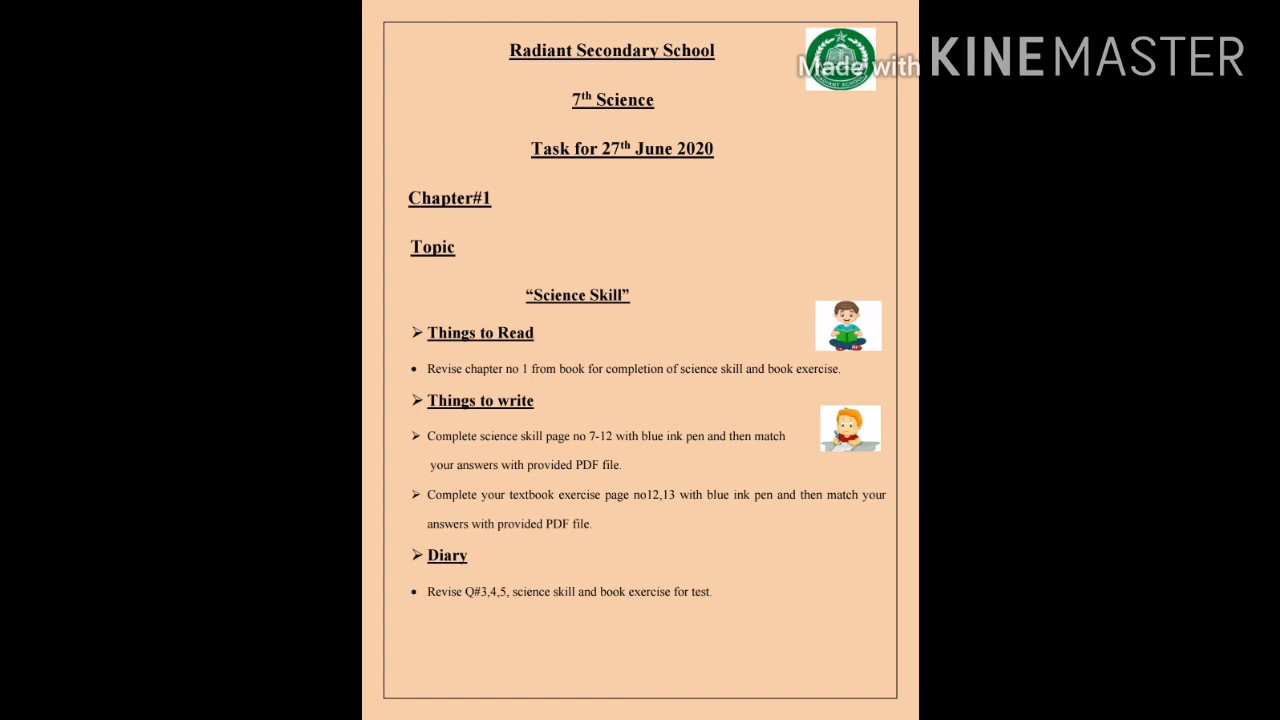 Radiant Secondary School
Made with KINEMASTER
RADIANT SCHOOL
7th Science
Task for 27th June 2020
Chapter#1
Topic
“Science Skill”
➢ Things to Read
• Revise chapter no 1 from book for completion of science skill and book exercise.
➢ Things to write
➢ Complete science skill page no 7-12 with blue ink pen and then match
your answers with provided PDF file.
➢ Complete your textbook exercise page no12,13 with blue ink pen and then match your
answers with provided PDF file.
➢ Diary
• Revise Q#3,4,5, science skill and book exercise for test.